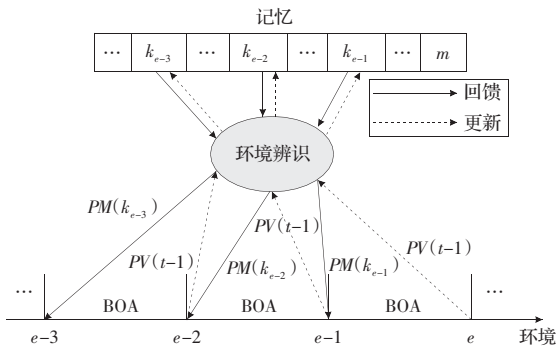 记忆
… k_{e-3} … k_{e-2} … k_{e-1} … m
回馈
更新
环境辨识
PM(k_{e-3})
PV(t-1)
PV(t-1)
PM(k_{e-2})
PM(k_{e-1})
PV(t-1)
… BOA BOA BOA …
e-3 e-2 e-1 e 环境